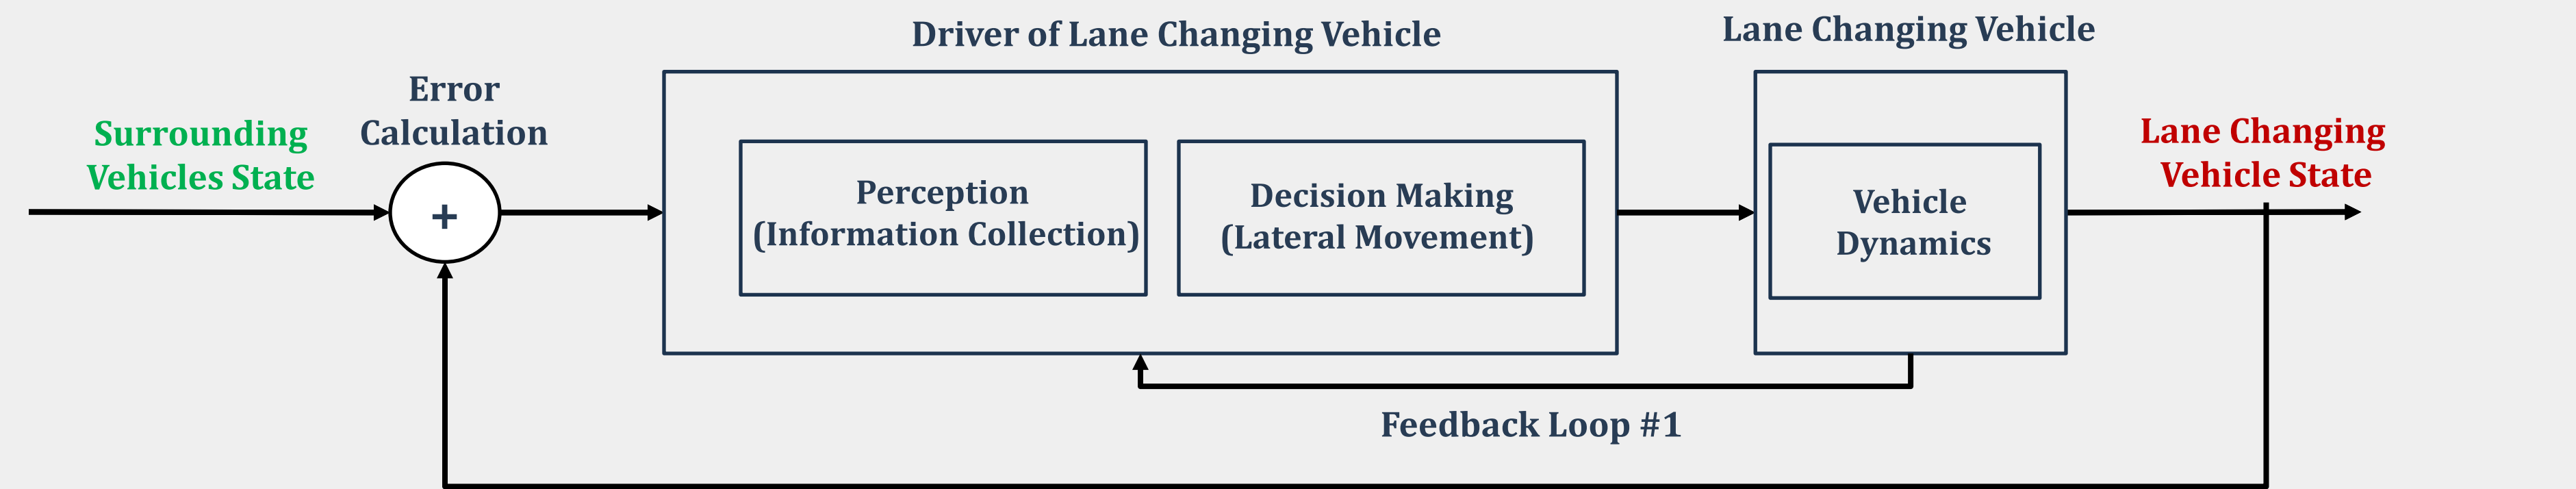 Driver of Lane Changing Vehicle
Lane Changing Vehicle
Error
Calculation
Surrounding
Vehicles State
+
Perception
(Information Collection)
Decision Making
(Lateral Movement)
Vehicle
Dynamics
Lane Changing
Vehicle State
Feedback Loop #1